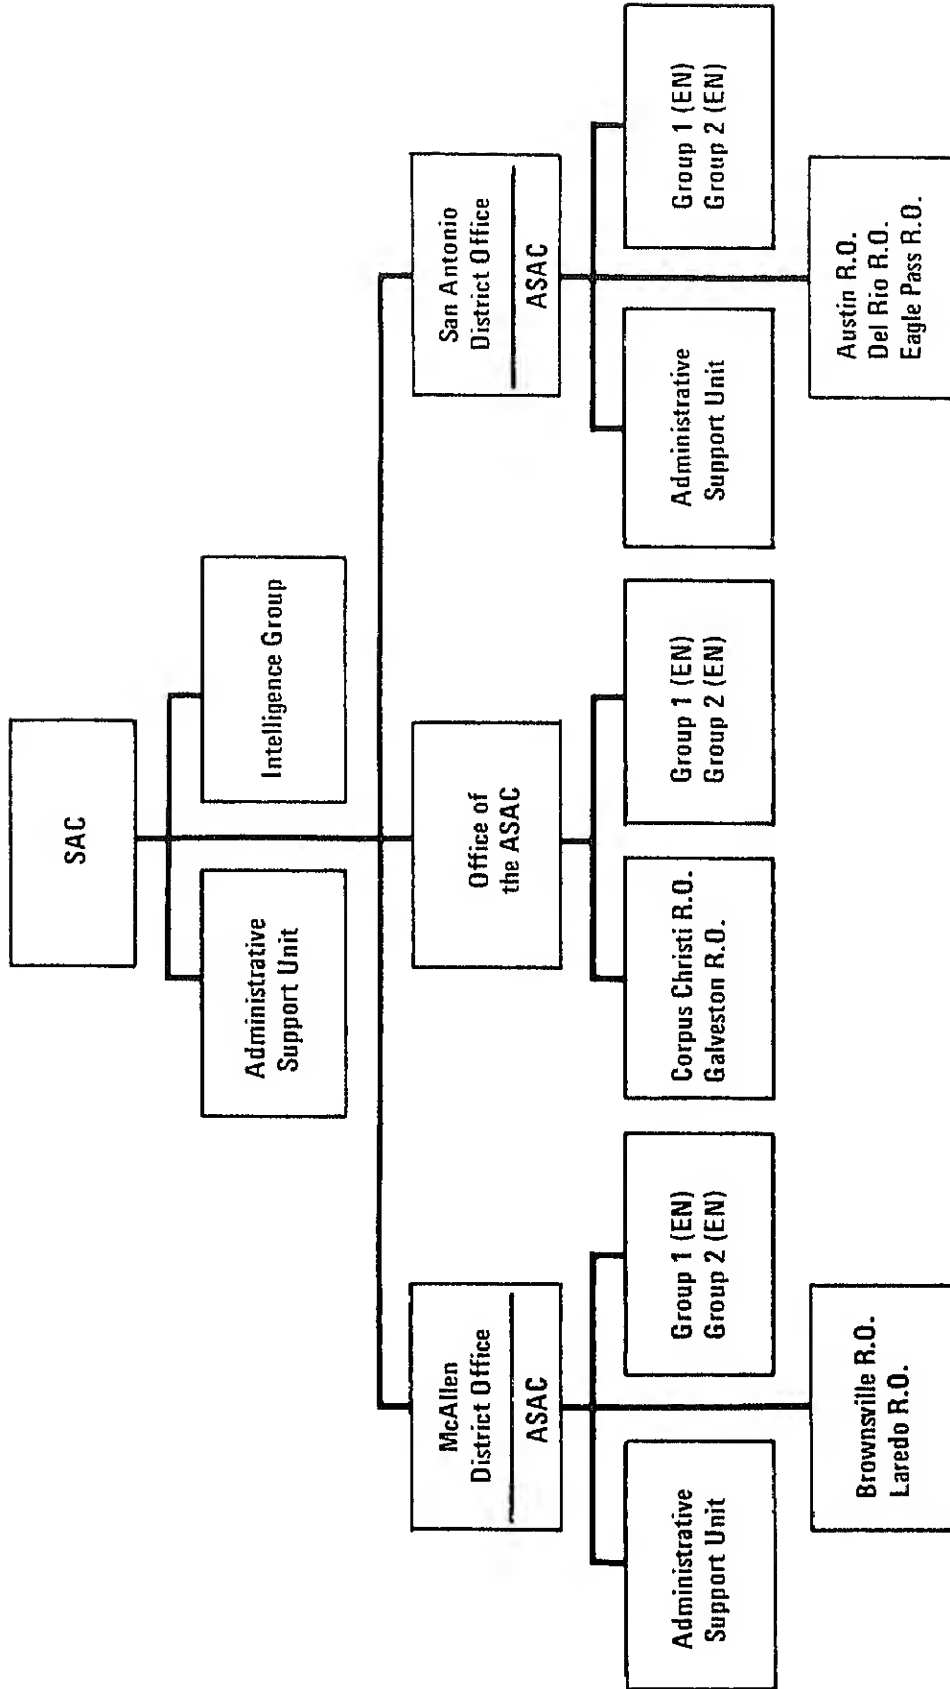 SAC
Administrative
Support Unit
Intelligence Group
McAllen
District Office
ASAC
Office of
the ASAC
San Antonio
District Office
ASAC
Administrative
Support Unit
Group 1 (EN)
Group 2 (EN)
Corpus Christi R.O.
Galveston R.O.
Group 1 (EN)
Group 2 (EN)
Administrative
Support Unit
Group 1 (EN)
Group 2 (EN)
Brownsville R.O.
Laredo R.O.
Austin R.O.
Del Rio R.O.
Eagle Pass R.O.